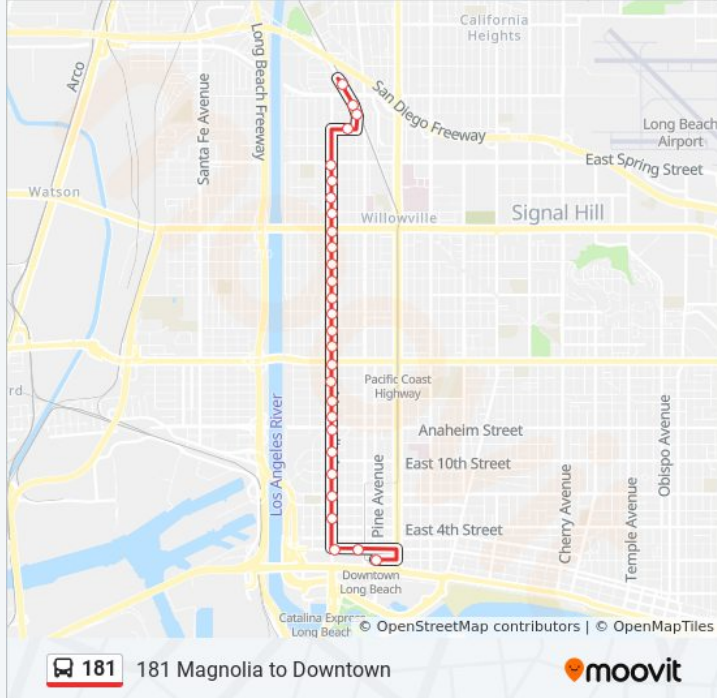 California
Heights
Arco
Long Beach Freeway
Santa Fe Avenue
San Diego Freeway
Long Beach
Airport
East Spring Street
Watson
Willowville
Signal Hill
rd
Pacific Coast
Highway
Los Angeles River
Anaheim Street
Obispo Avenue
Pine Avenue
East 10th Street
Cherry Avenue
Temple Avenue
East 4th Street
Downtown
Long Beach
Catalina Express
Long Beach
© OpenStreetMap contributors | © OpenMapTiles
181 181 Magnolia to Downtown
moovit